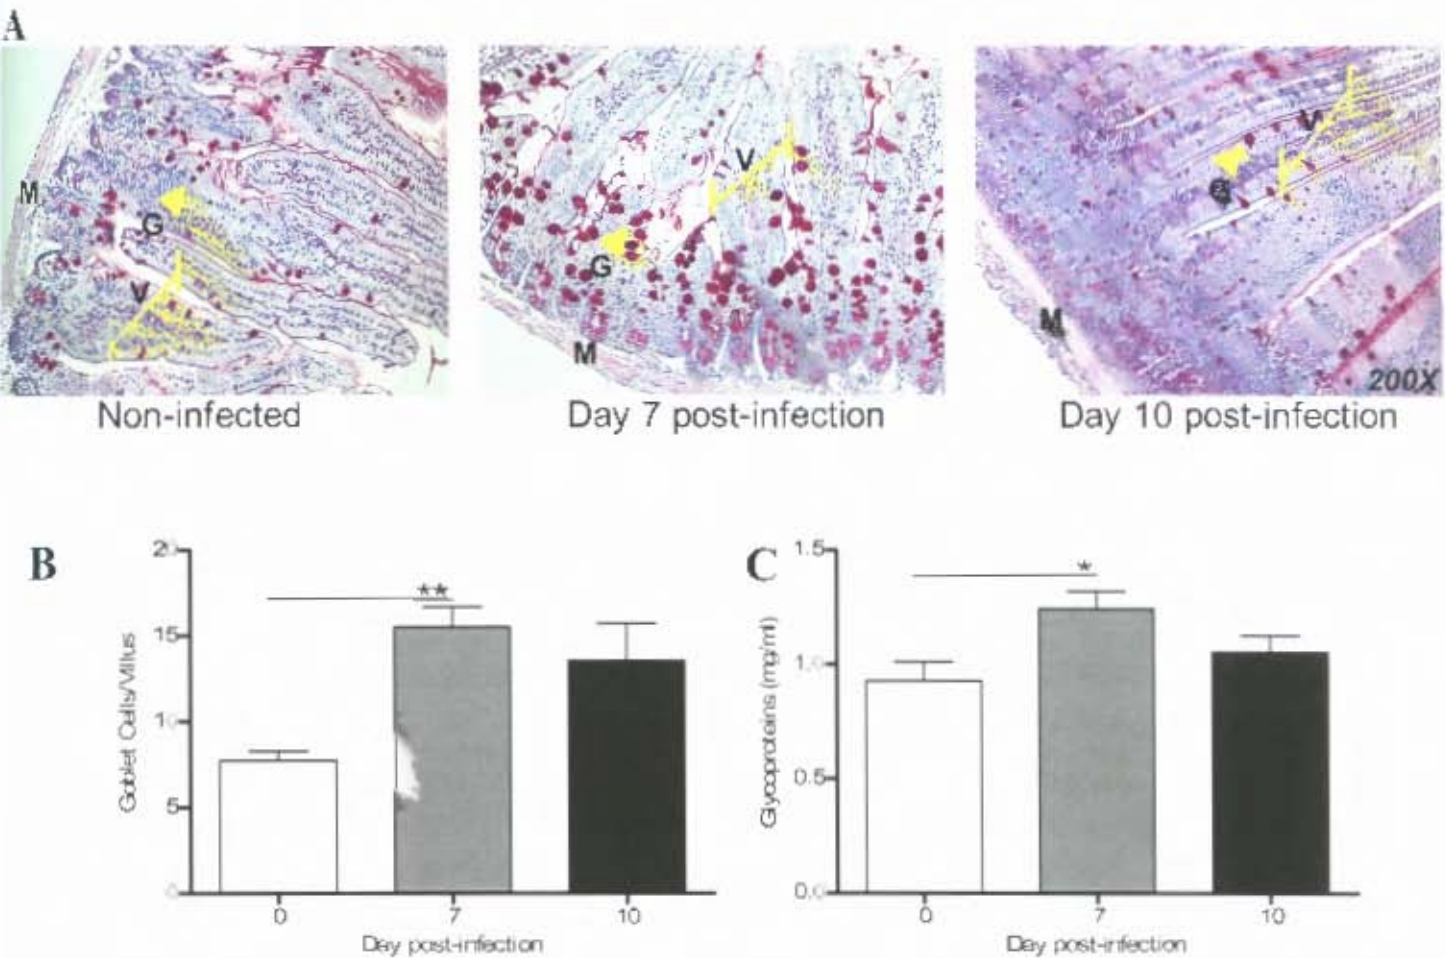 A
M
G
V
V
G
M
V
G
M
200X
Non-infected
Day 7 post-infection
Day 10 post-infection
B
20
15
10
5
0
Goblet Cells/Villus
**
0
7
10
Day post-infection
C
1.5
1.0
0.5
0.0
Glycoproteins (mg/ml)
*
0
7
10
Day post-infection